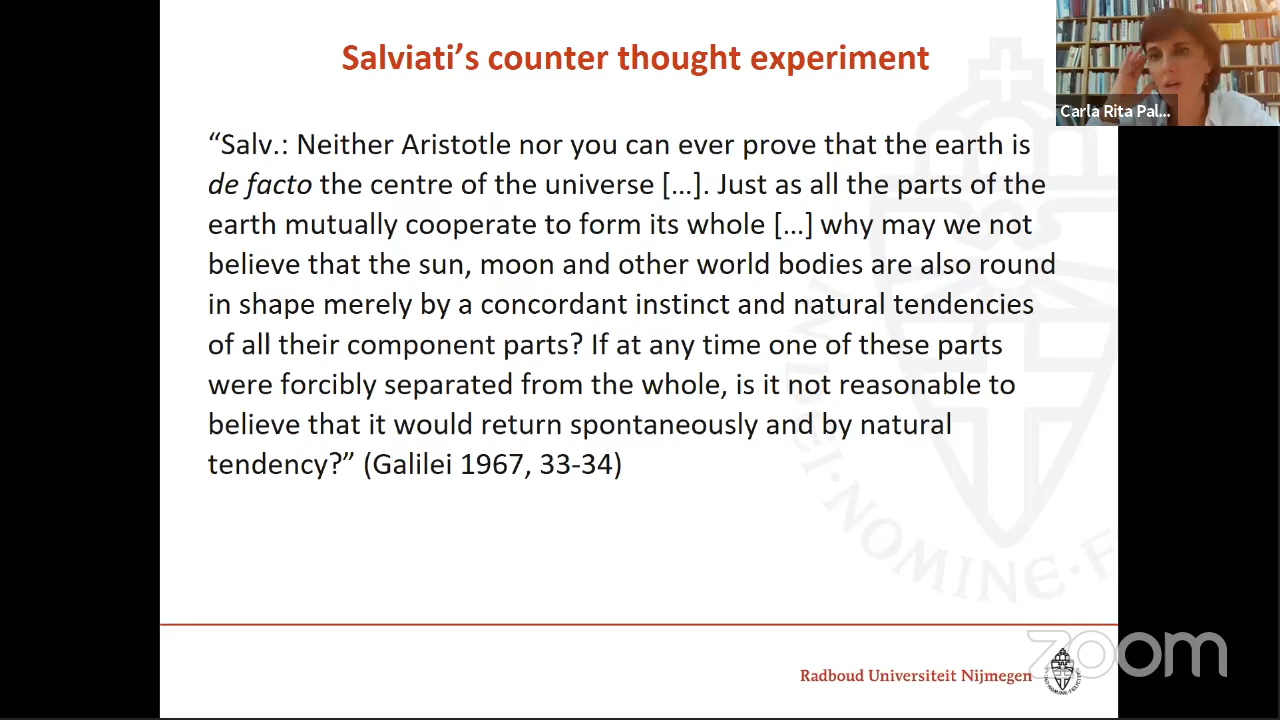 Salviati’s counter thought experiment
Carla Rita Pal...
“Salv.: Neither Aristotle nor you can ever prove that the earth is
de facto the centre of the universe […]. Just as all the parts of the
earth mutually cooperate to form its whole […] why may we not
believe that the sun, moon and other world bodies are also round
in shape merely by a concordant instinct and natural tendencies
of all their component parts? If at any time one of these parts
were forcibly separated from the whole, is it not reasonable to
believe that it would return spontaneously and by natural
tendency?” (Galilei 1967, 33-34)
INDEI·NOMINE·F
zoom
Radboud Universiteit Nijmegen